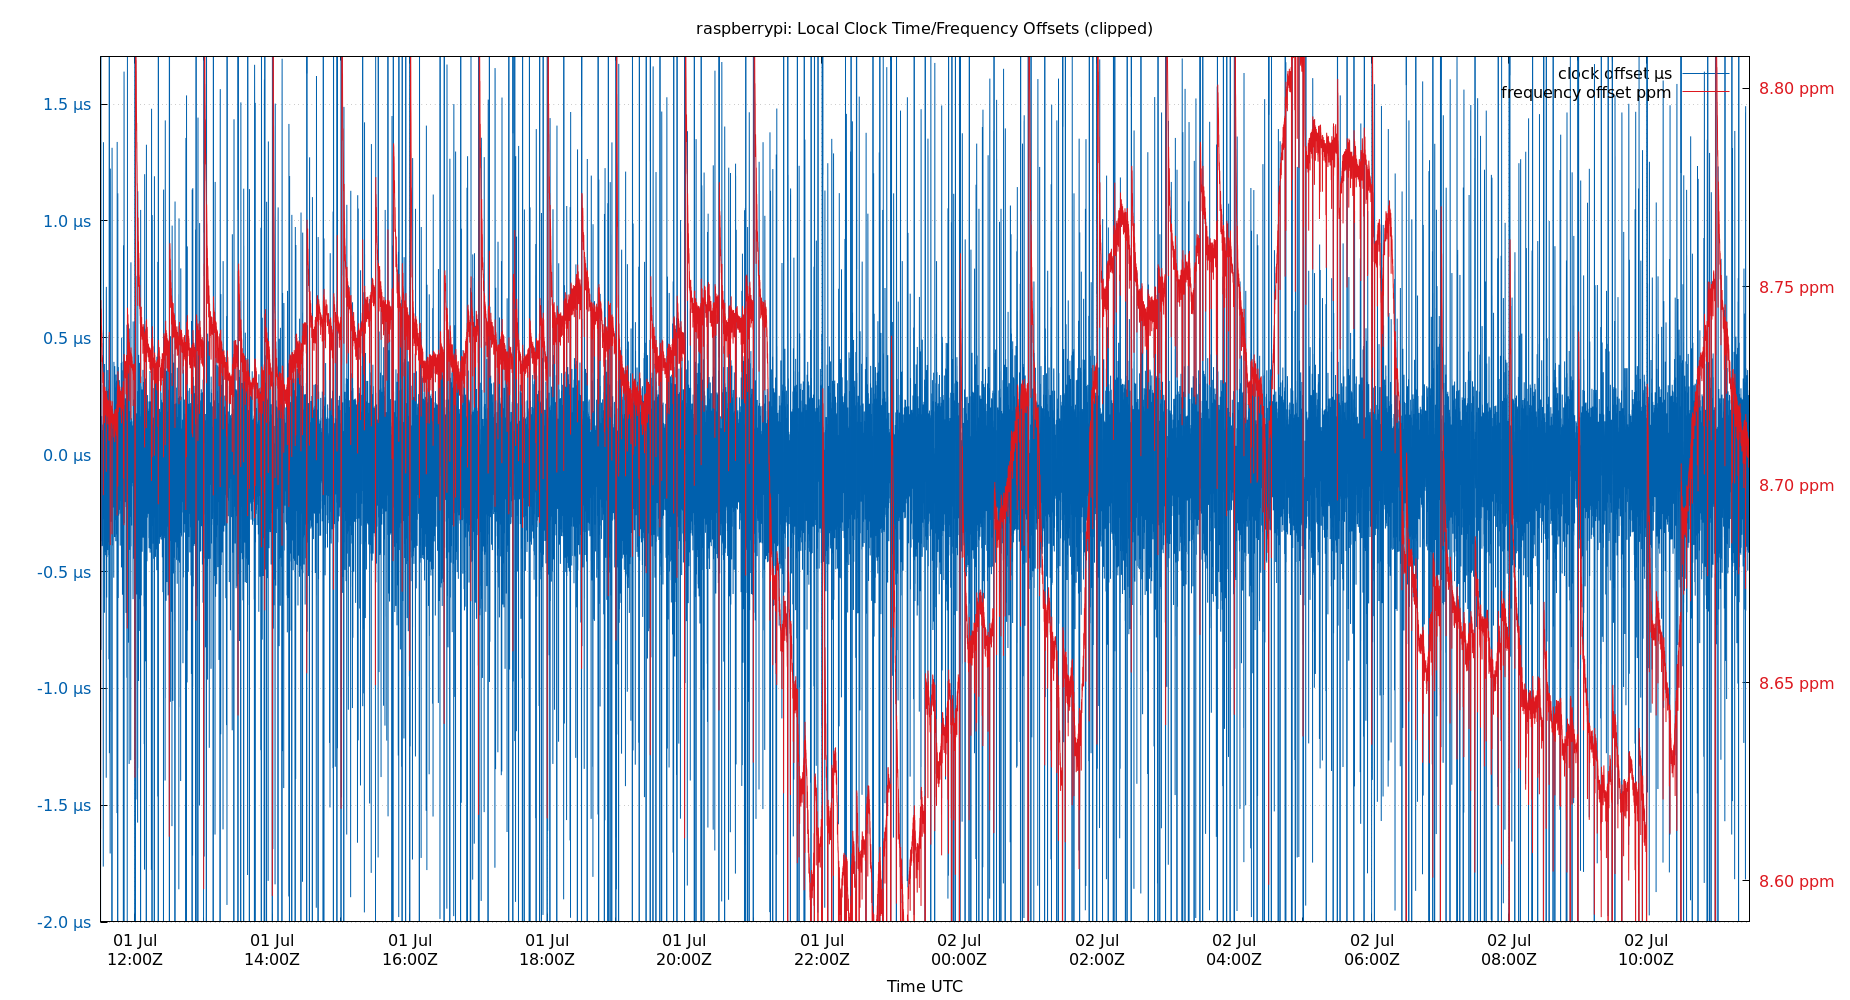 raspberrypi: Local Clock Time/Frequency Offsets (clipped)
clock offset µs
frequency offset ppm
1.5 µs
1.0 µs
0.5 µs
0.0 µs
-0.5 µs
-1.0 µs
-1.5 µs
-2.0 µs
8.80 ppm
8.75 ppm
8.70 ppm
8.65 ppm
8.60 ppm
01 Jul 01 Jul 01 Jul 01 Jul 01 Jul 01 Jul 02 Jul 02 Jul 02 Jul 02 Jul 02 Jul 02 Jul
12:00Z 14:00Z 16:00Z 18:00Z 20:00Z 22:00Z 00:00Z 02:00Z 04:00Z 06:00Z 08:00Z 10:00Z
Time UTC